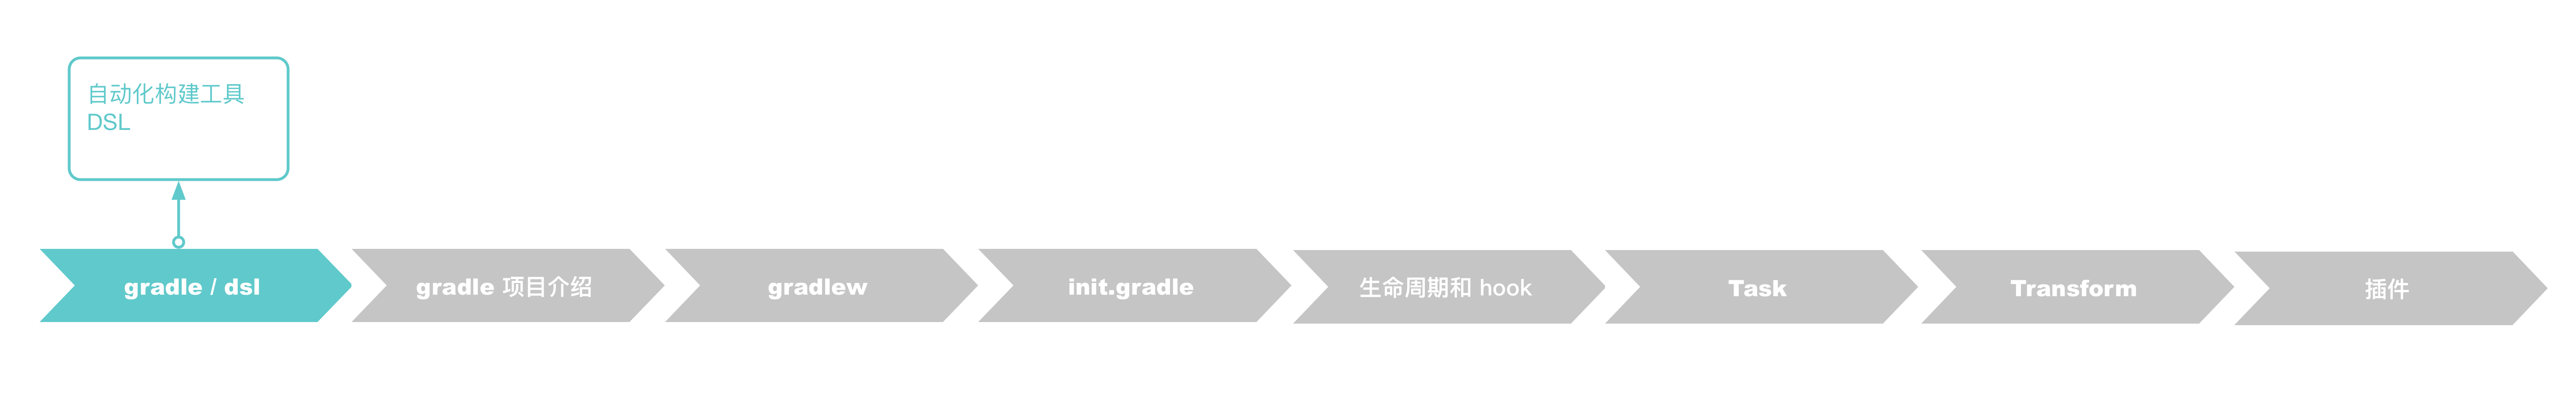 自动化构建工具
DSL
gradle / dsl
gradle 项目介绍
gradlew
init.gradle
生命周期和 hook
Task
Transform
插件